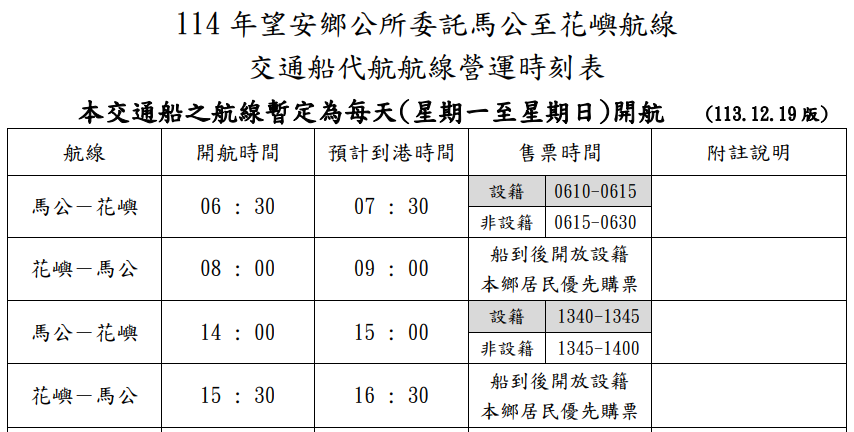 114 年望安鄉公所委託馬公至花嶼航線
交通船代航航線營運時刻表
本交通船之航線暫定為每天(星期一至星期日)開航 (113.12.19 版)
航線 開航時間 預計到港時間 售票時間 附註說明
馬公－花嶼 06 : 30 07 : 30 設籍 0610-0615
非設籍 0615-0630
花嶼－馬公 08 : 00 09 : 00 船到後開放設籍
本鄉居民優先購票
馬公－花嶼 14 : 00 15 : 00 設籍 1340-1345
非設籍 1345-1400
花嶼－馬公 15 : 30 16 : 30 船到後開放設籍
本鄉居民優先購票